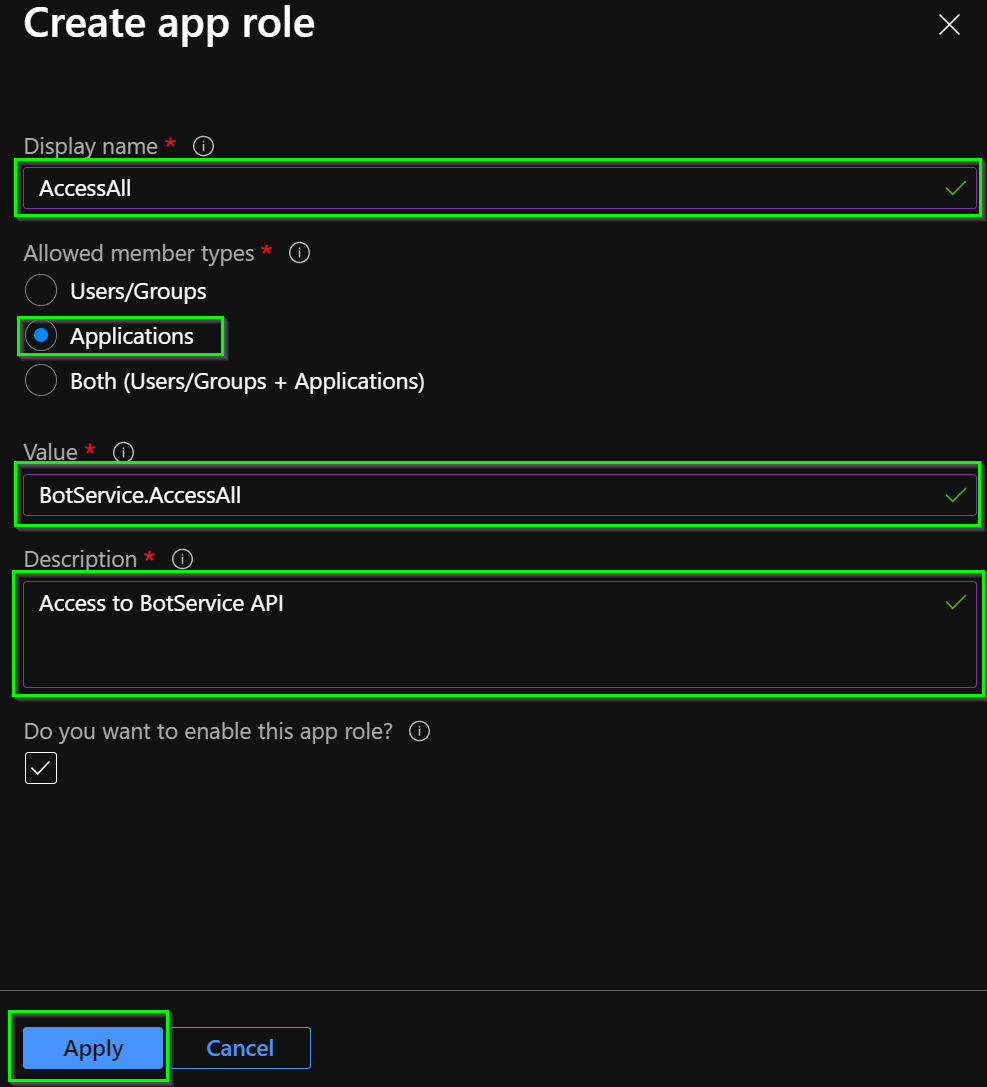 Create app role
Display name *
AccessAll
Allowed member types *
Users/Groups
Applications
Both (Users/Groups + Applications)
Value *
BotService.AccessAll
Description *
Access to BotService API
Do you want to enable this app role?
Apply
Cancel